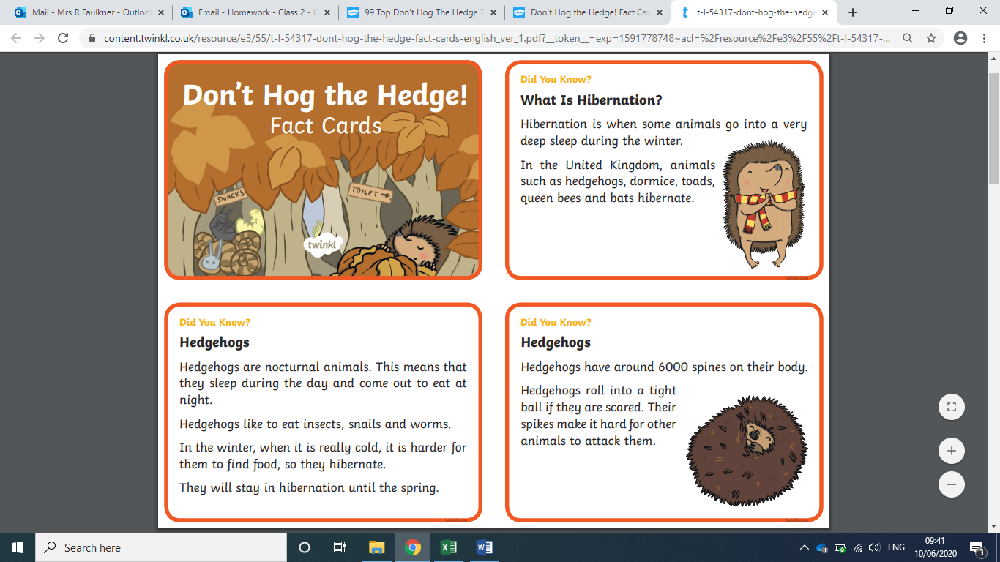 Mail - Mrs R Faulkner - Outloo
Email - Homework - Class 2 - C
99 Top Don't Hog The Hedge T
Don't Hog the Hedge! Fact Car
t-l-54317-dont-hog-the-hedge
content.twinkl.co.uk/resource/e3/55/t-l-54317-dont-hog-the-hedge-fact-cards-english_ver_1.pdf?__token__=exp=1591778748~acl=%2Fresource%2Fe3%2F55%2Ft-l-54317-...
Don't Hog the Hedge!
Fact Cards
SNACKS
TOILET
twinkl
Did You Know?
What Is Hibernation?
Hibernation is when some animals go into a very
deep sleep during the winter.
In the United Kingdom, animals
such as hedgehogs, dormice, toads,
queen bees and bats hibernate.
twinkl.com
Did You Know?
Hedgehogs
Hedgehogs are nocturnal animals. This means that
they sleep during the day and come out to eat at
night.
Hedgehogs like to eat insects, snails and worms.
In the winter, when it is really cold, it is harder for
them to find food, so they hibernate.
They will stay in hibernation until the spring.
twinkl.com
Did You Know?
Hedgehogs
Hedgehogs have around 6000 spines on their body.
Hedgehogs roll into a tight
ball if they are scared. Their
spikes make it hard for other
animals to attack them.
twinkl.com
Search here
ENG
09:41
10/06/2020
3